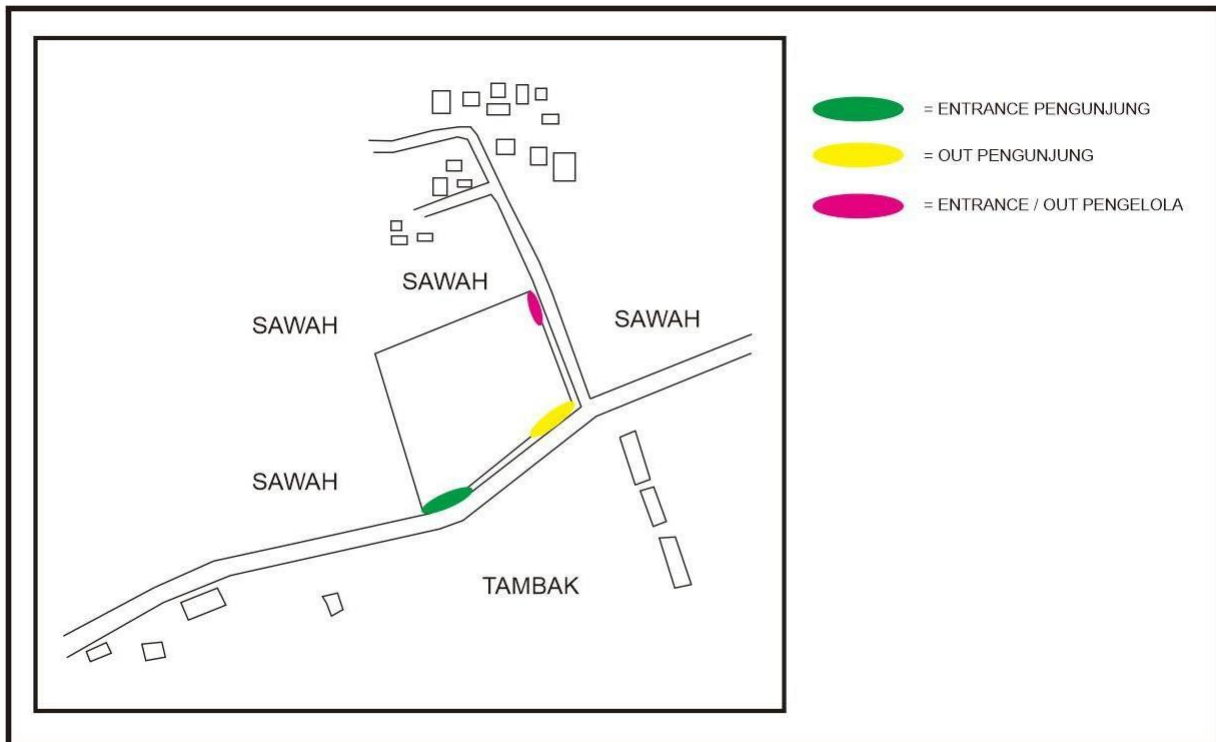 = ENTRANCE PENGUNJUNG
= OUT PENGUNJUNG
= ENTRANCE / OUT PENGELOLA
SAWAH
SAWAH
SAWAH
SAWAH
TAMBAK